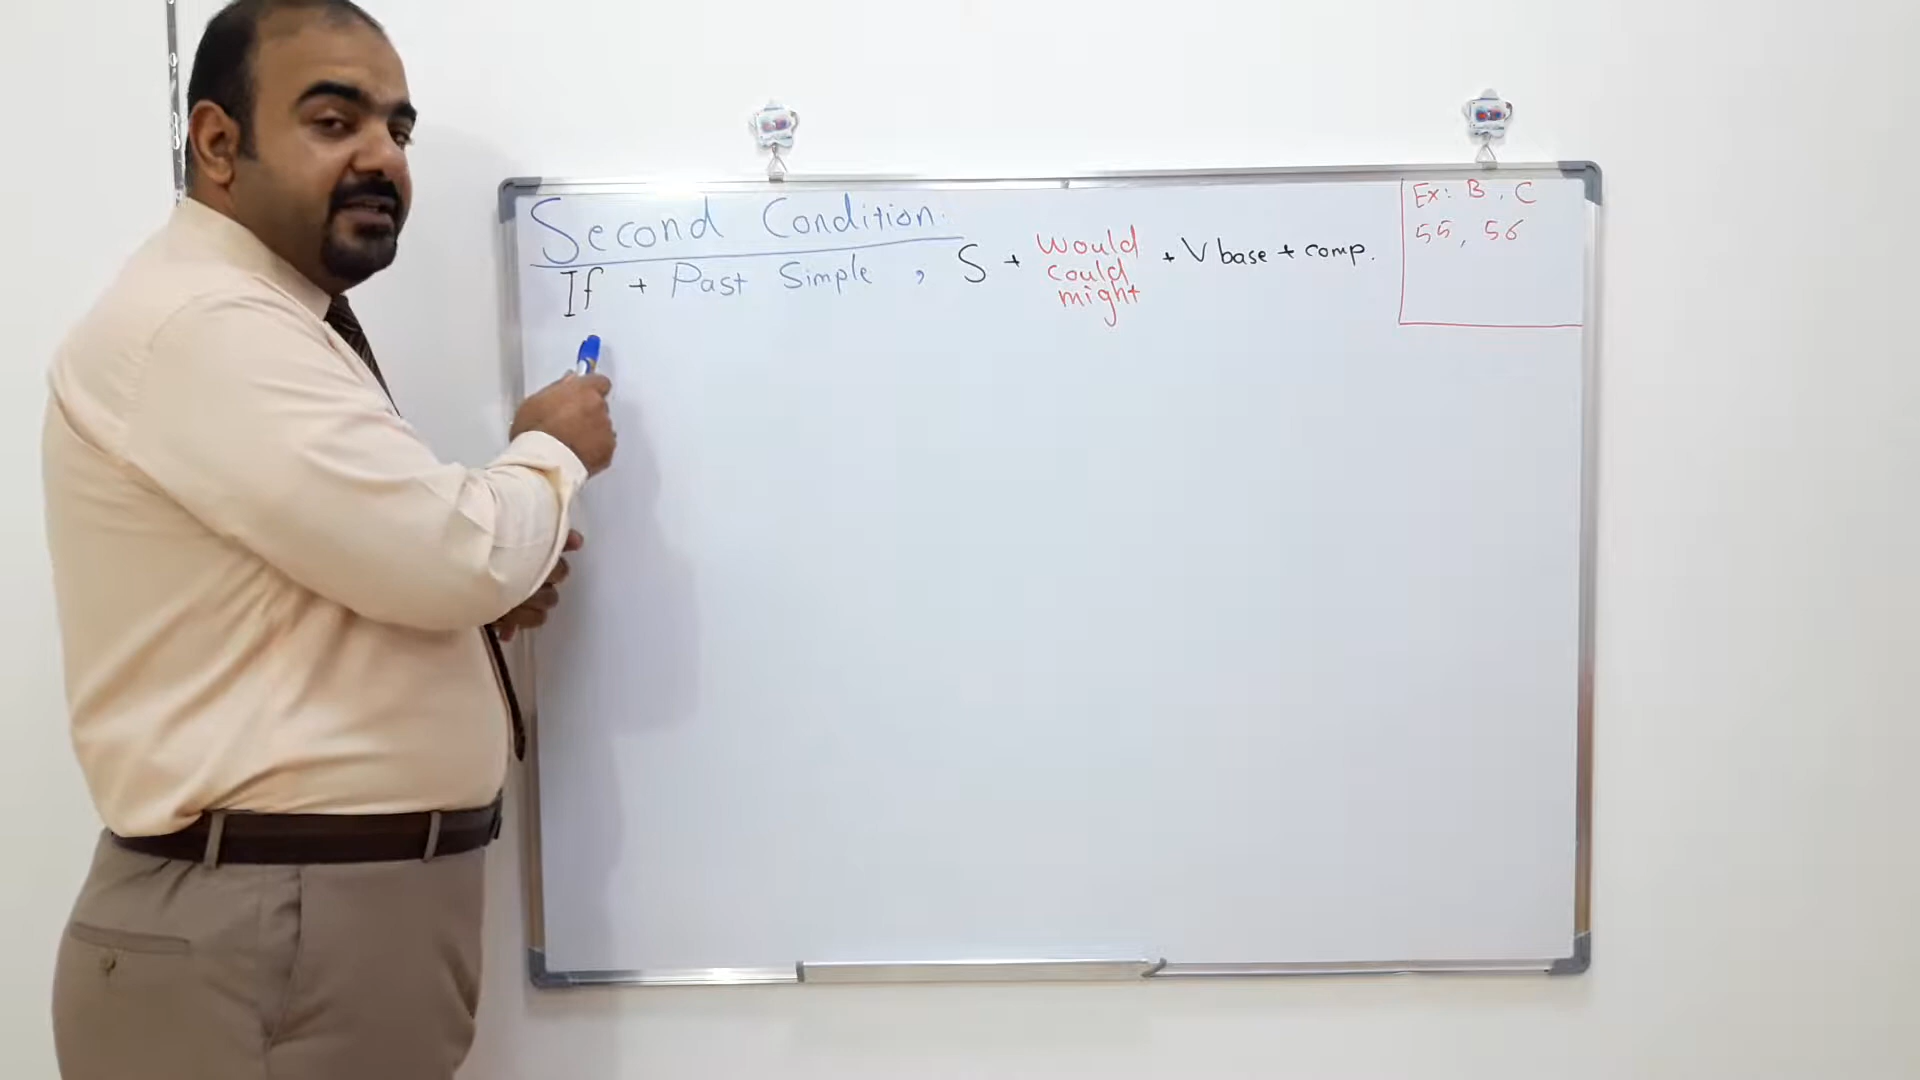 Second Condition:
If + Past Simple , S + would + V base + comp.
could
might
Ex: B, C
55, 56